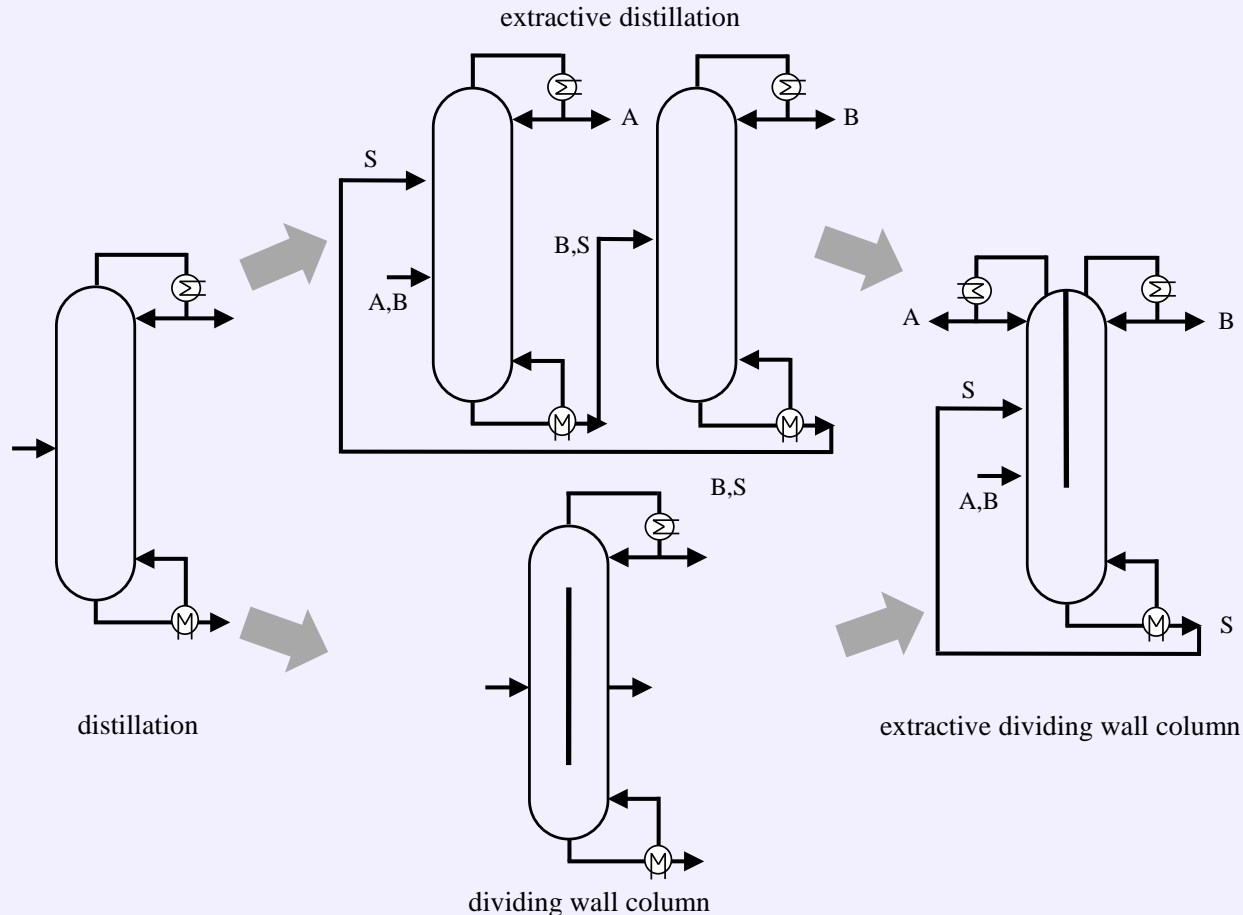 extractive distillation
A
B
S
B,S
A,B
A
B
S
A,B
B,S
S
distillation
extractive dividing wall column
dividing wall column